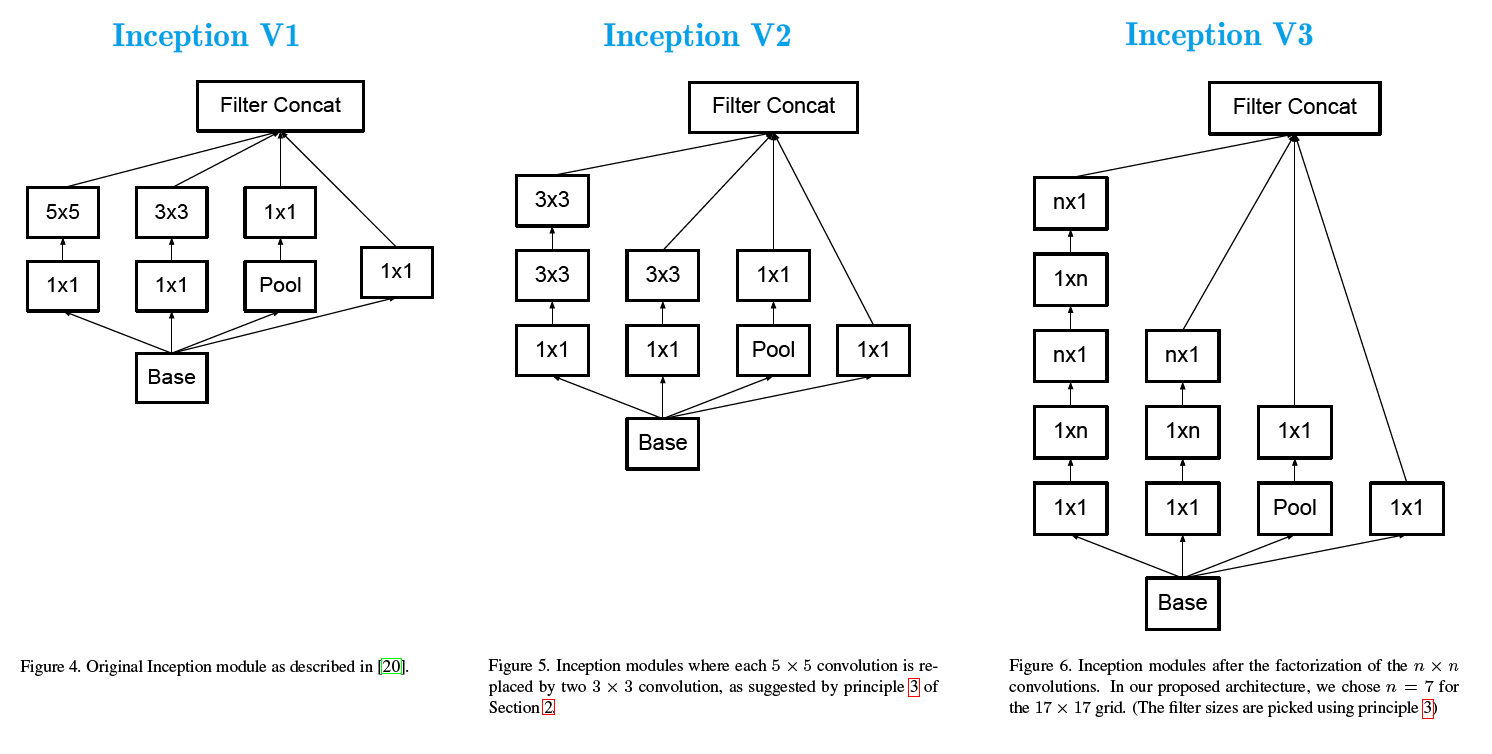 Inception V1
Filter Concat
5x5 3x3 1x1
1x1
1x1 1x1 Pool
Base
Figure 4. Original Inception module as described in [20].
Inception V2
Filter Concat
3x3
3x3 3x3 1x1
1x1 1x1 Pool 1x1
Base
Figure 5. Inception modules where each 5 × 5 convolution is re-
placed by two 3 × 3 convolution, as suggested by principle 3 of
Section 2.
Inception V3
Filter Concat
nx1
1xn
nx1 nx1
1xn 1xn 1x1
1x1 1x1 Pool 1x1
Base
Figure 6. Inception modules after the factorization of the n × n
convolutions. In our proposed architecture, we chose n = 7 for
the 17 × 17 grid. (The filter sizes are picked using principle 3)